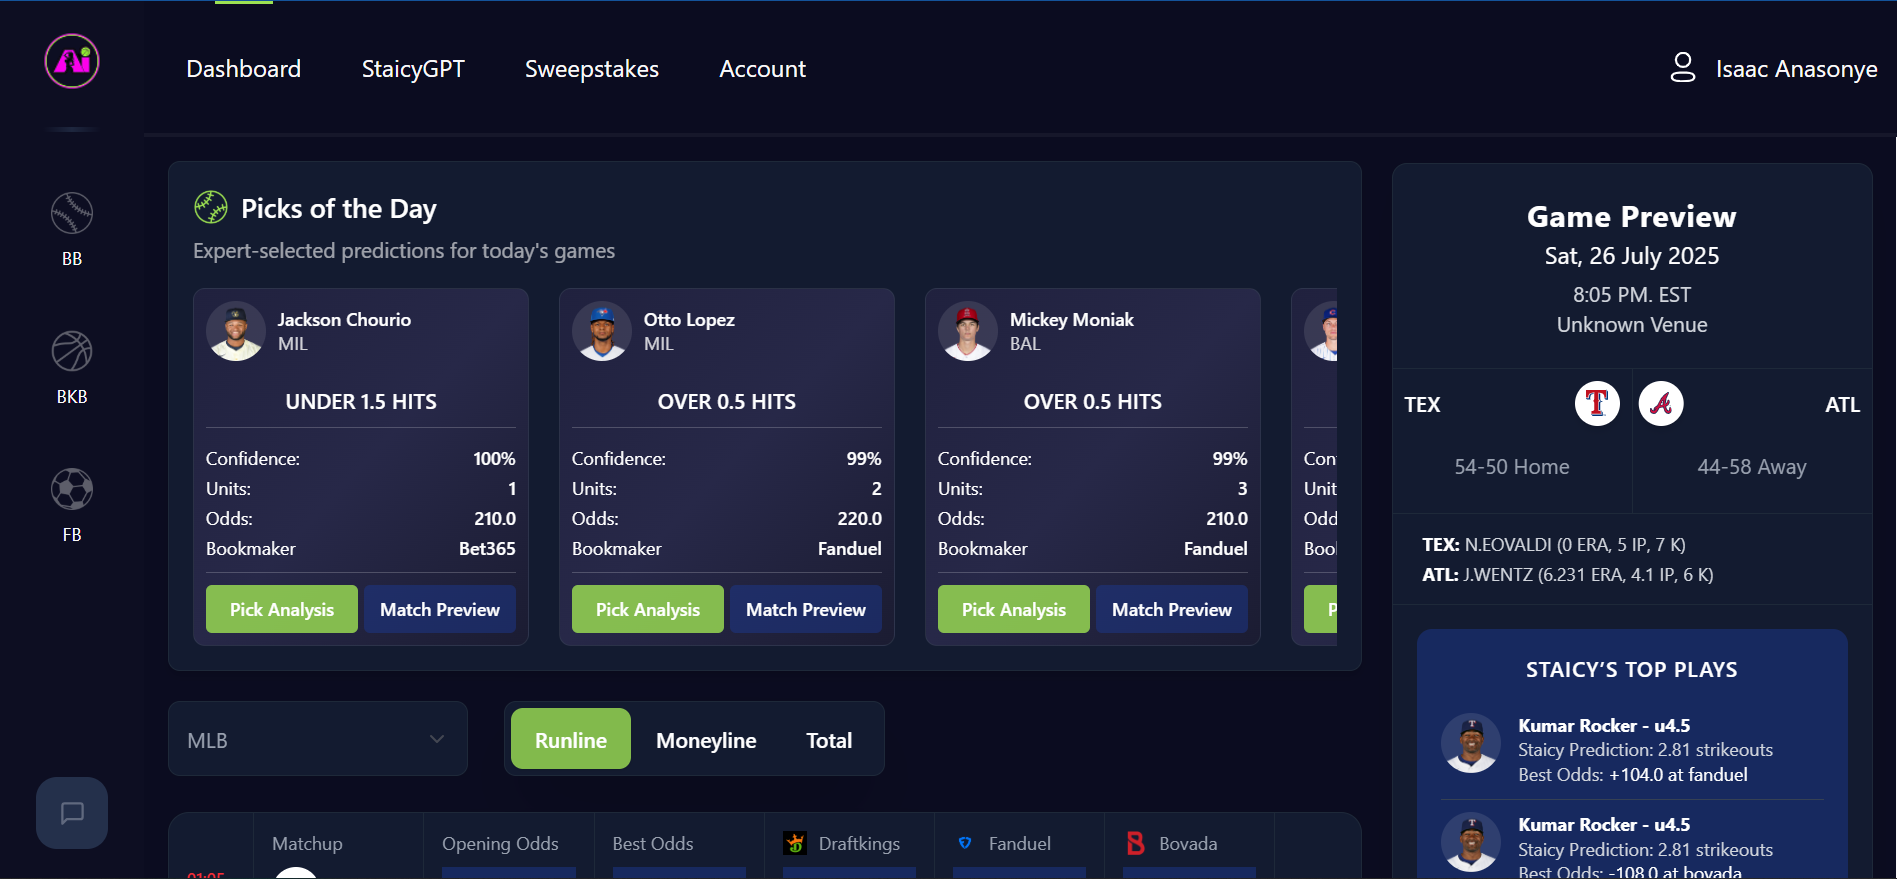 Ai
Dashboard
StaicyGPT
Sweepstakes
Account
Isaac Anasonye
BB
BKB
FB
Picks of the Day
Expert-selected predictions for today's games
Jackson Chourio
MIL
UNDER 1.5 HITS
Confidence: 100%
Units: 1
Odds: 210.0
Bookmaker Bet365
Pick Analysis
Match Preview
Otto Lopez
MIL
OVER 0.5 HITS
Confidence: 99%
Units: 2
Odds: 220.0
Bookmaker Fanduel
Pick Analysis
Match Preview
Mickey Moniak
BAL
OVER 0.5 HITS
Confidence: 99%
Units: 3
Odds: 210.0
Bookmaker Fanduel
Pick Analysis
Match Preview
MLB
Runline
Moneyline
Total
Matchup
Opening Odds
Best Odds
Draftkings
Fanduel
Bovada
Game Preview
Sat, 26 July 2025
8:05 PM. EST
Unknown Venue
TEX
ATL
54-50 Home
44-58 Away
TEX: N.EOVALDI (0 ERA, 5 IP, 7 K)
ATL: J.WENTZ (6.231 ERA, 4.1 IP, 6 K)
STAICY’S TOP PLAYS
Kumar Rocker - u4.5
Staicy Prediction: 2.81 strikeouts
Best Odds: +104.0 at fanduel
Kumar Rocker - u4.5
Staicy Prediction: 2.81 strikeouts
Best Odds: -108.0 at bovada